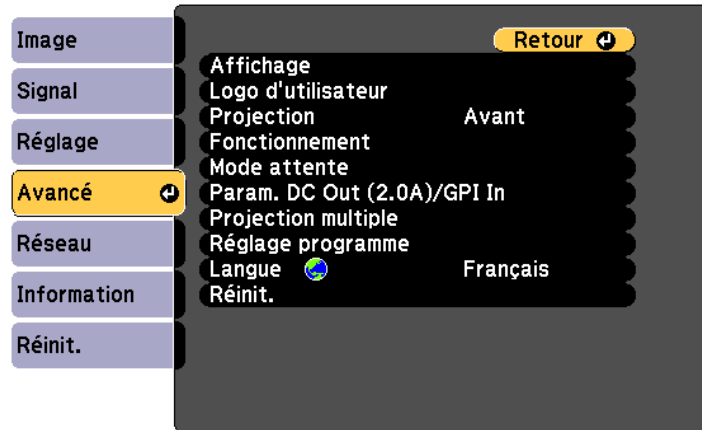 Image
Signal
Réglage
Avancé
Réseau
Information
Réinit.
Retour
Affichage
Logo d'utilisateur
Projection Avant
Fonctionnement
Mode attente
Param. DC Out (2.0A)/GPI In
Projection multiple
Réglage programme
Langue Français
Réinit.